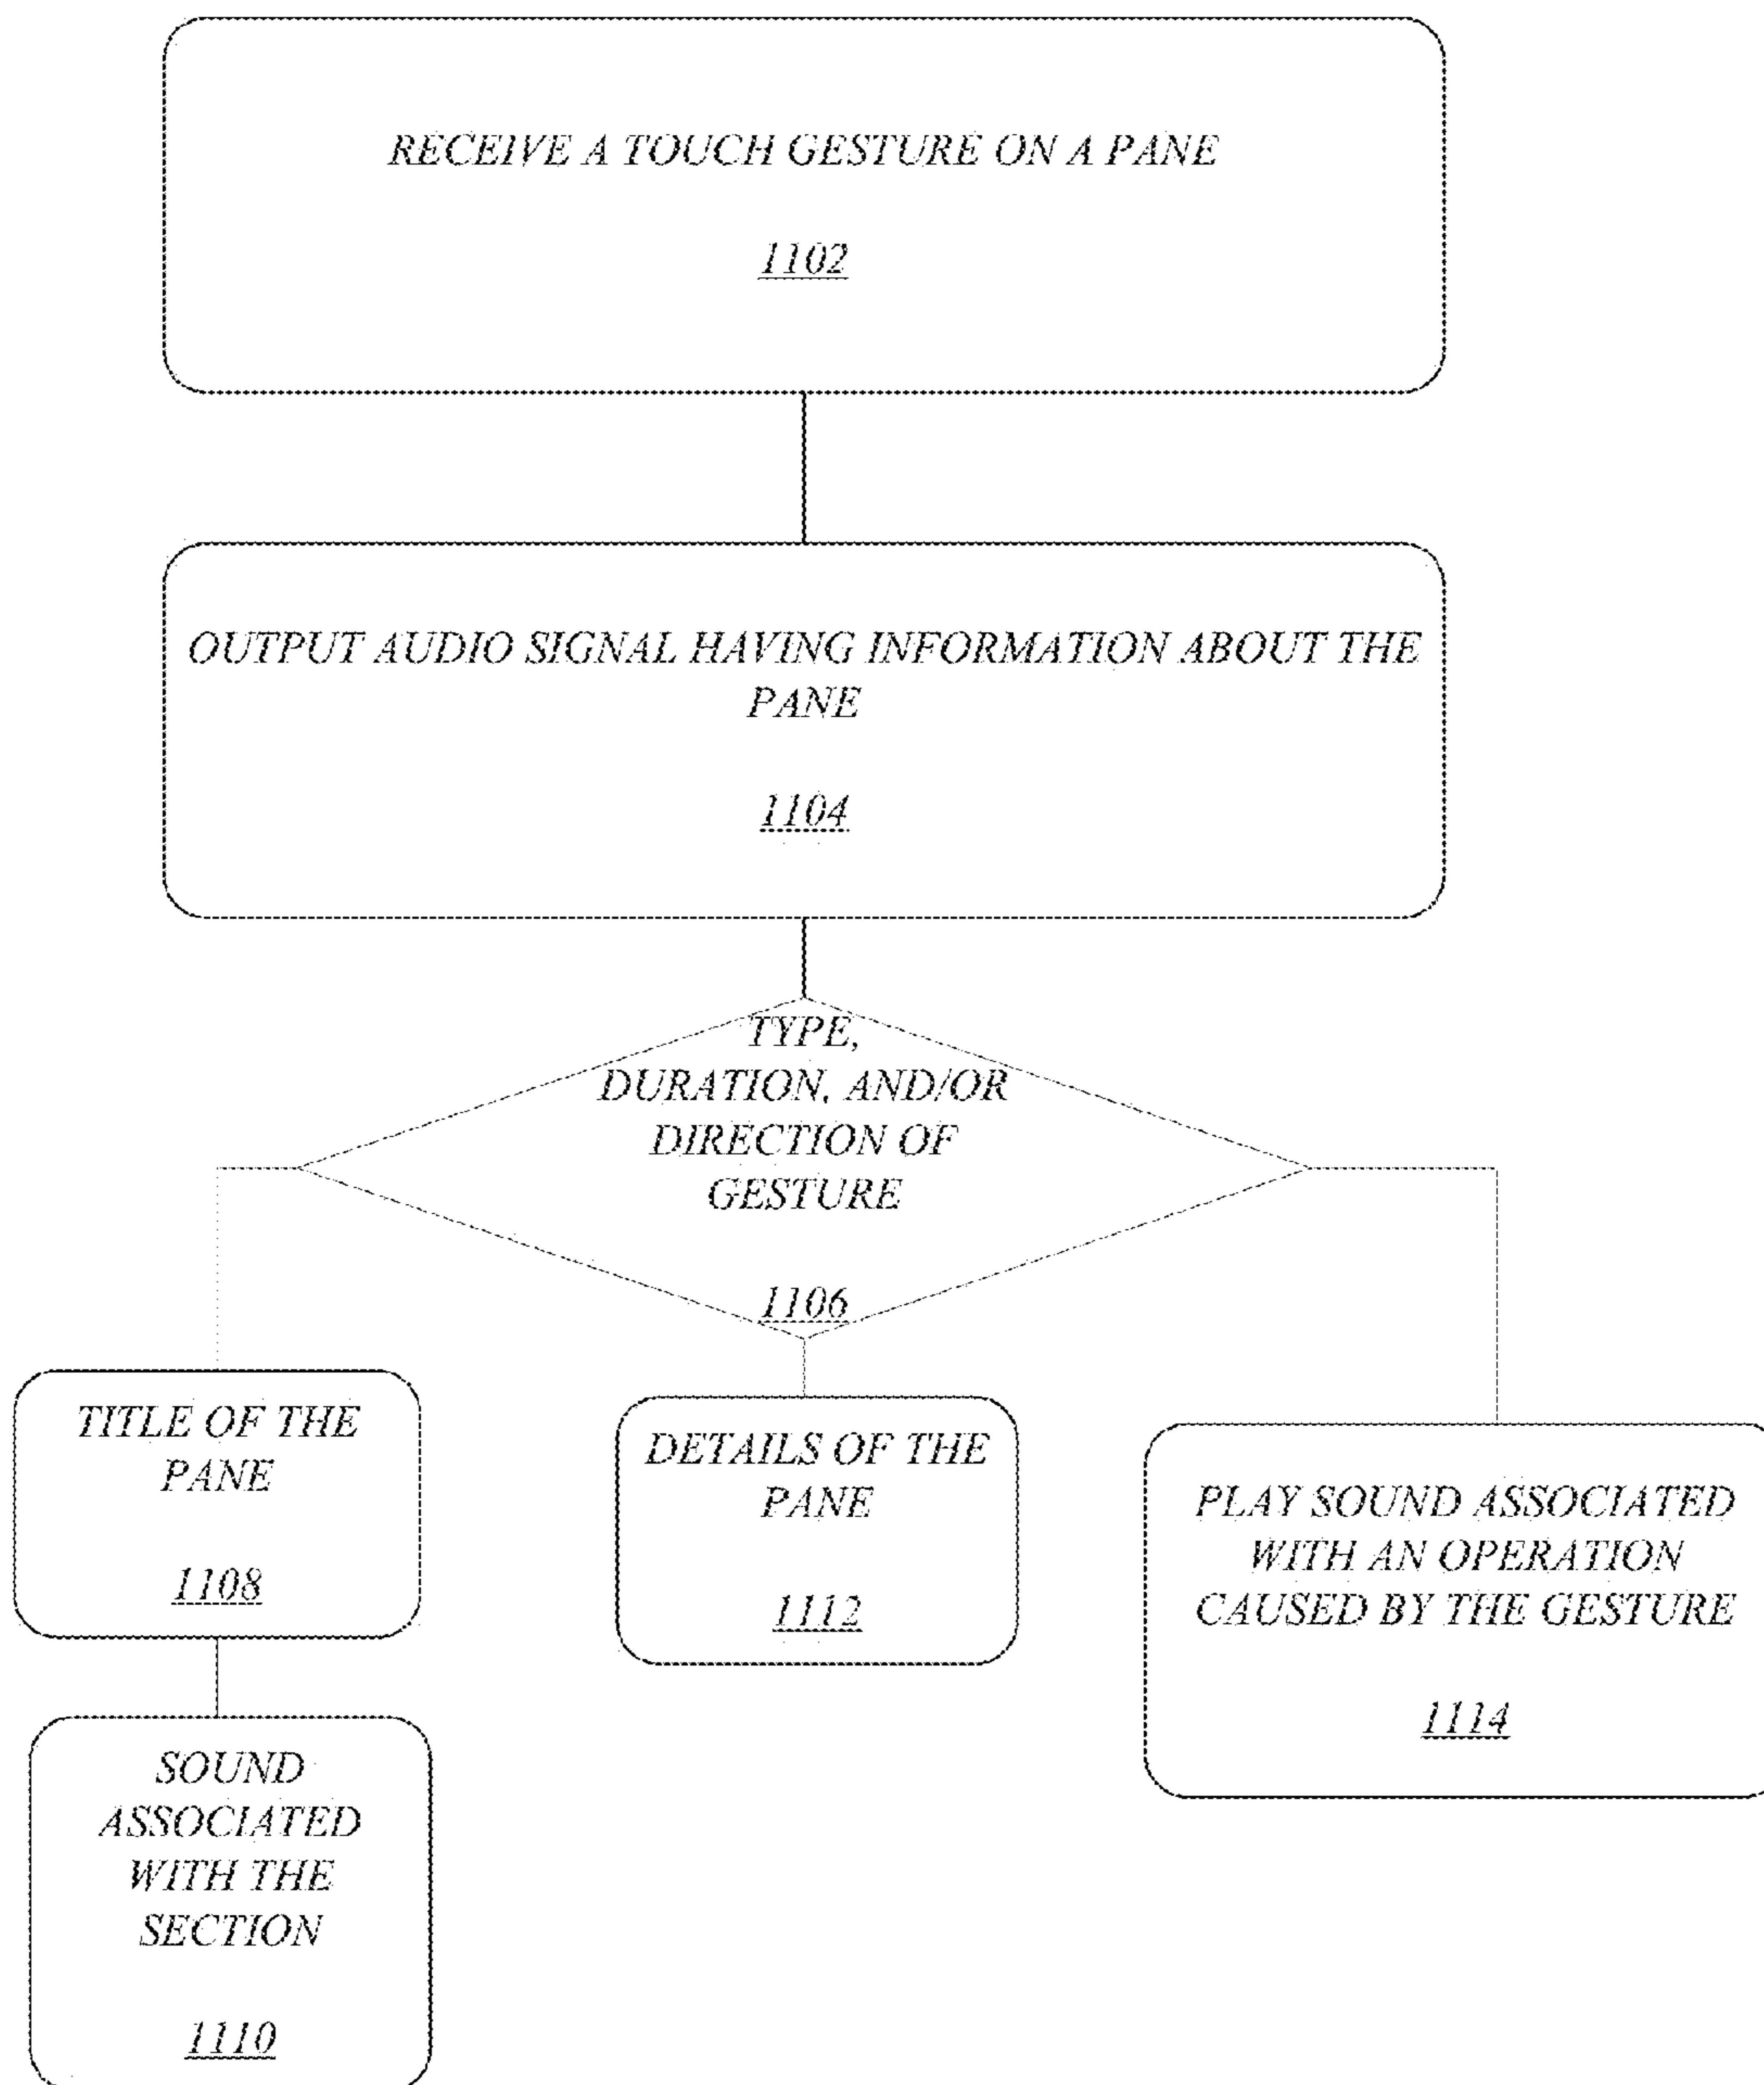 RECEIVE A TOUCH GESTURE ON A PANE
1102
OUTPUT AUDIO SIGNAL HAVING INFORMATION ABOUT THE
PANE
1104
TYPE,
DURATION, AND/OR
DIRECTION OF
GESTURE
1106
TITLE OF THE
PANE
1108
DETAILS OF THE
PANE
1112
PLAY SOUND ASSOCIATED
WITH AN OPERATION
CAUSED BY THE GESTURE
1114
SOUND
ASSOCIATED
WITH THE
SECTION
1110